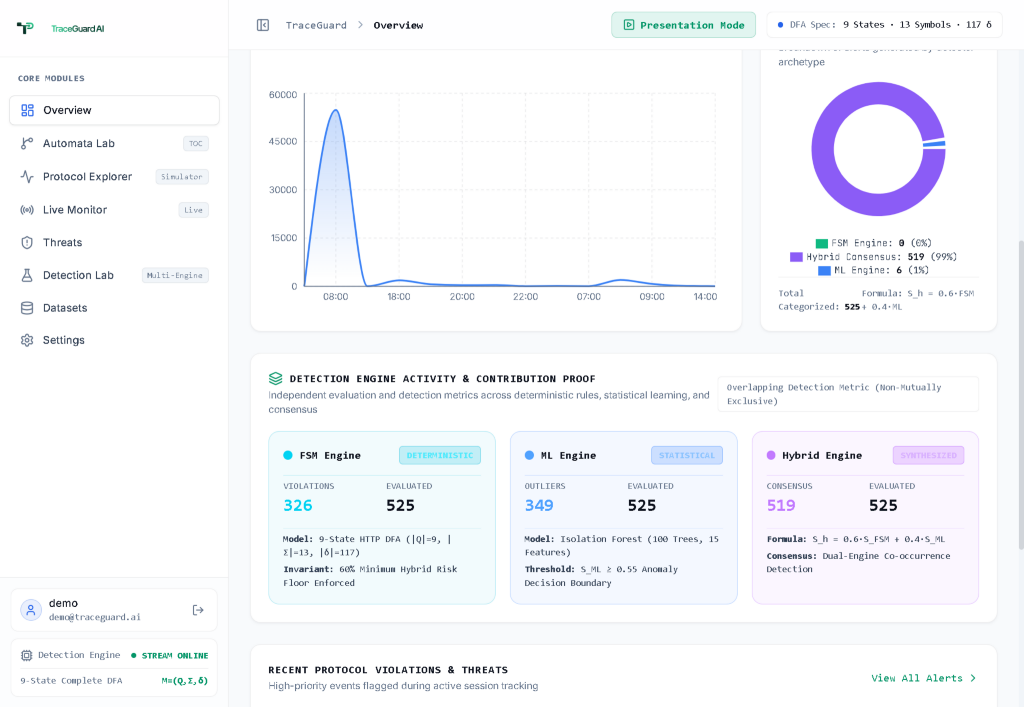 TraceGuard AI
TraceGuard > Overview
Presentation Mode
DFA Spec: 9 States · 13 Symbols · 117 δ
CORE MODULES
Overview
Automata Lab TOC
Protocol Explorer Simulator
Live Monitor Live
Threats
Detection Lab Multi-Engine
Datasets
Settings
demo
demo@traceguard.ai
Detection Engine STREAM ONLINE
9-State Complete DFA M=(Q,Σ,δ)
60000
45000
30000
15000
0
08:00 18:00 20:00 22:00 07:00 09:00 14:00
archetype
FSM Engine: 0 (0%)
Hybrid Consensus: 519 (99%)
ML Engine: 6 (1%)
Total Formula: S_h = 0.6·FSM
Categorized: 525 + 0.4·ML
DETECTION ENGINE ACTIVITY & CONTRIBUTION PROOF
Independent evaluation and detection metrics across deterministic rules, statistical learning, and
consensus
Overlapping Detection Metric (Non-Mutually
Exclusive)
FSM Engine DETERMINISTIC
VIOLATIONS EVALUATED
326 525
Model: 9-State HTTP DFA (|Q|=9, |
Σ|=13, |δ|=117)
Invariant: 60% Minimum Hybrid Risk
Floor Enforced
ML Engine STATISTICAL
OUTLIERS EVALUATED
349 525
Model: Isolation Forest (100 Trees, 15
Features)
Threshold: S_ML ≥ 0.55 Anomaly
Decision Boundary
Hybrid Engine SYNTHESIZED
CONSENSUS EVALUATED
519 525
Formula: S_h = 0.6·S_FSM + 0.4·S_ML
Consensus: Dual-Engine Co-occurrence
Detection
RECENT PROTOCOL VIOLATIONS & THREATS
High-priority events flagged during active session tracking
View All Alerts >